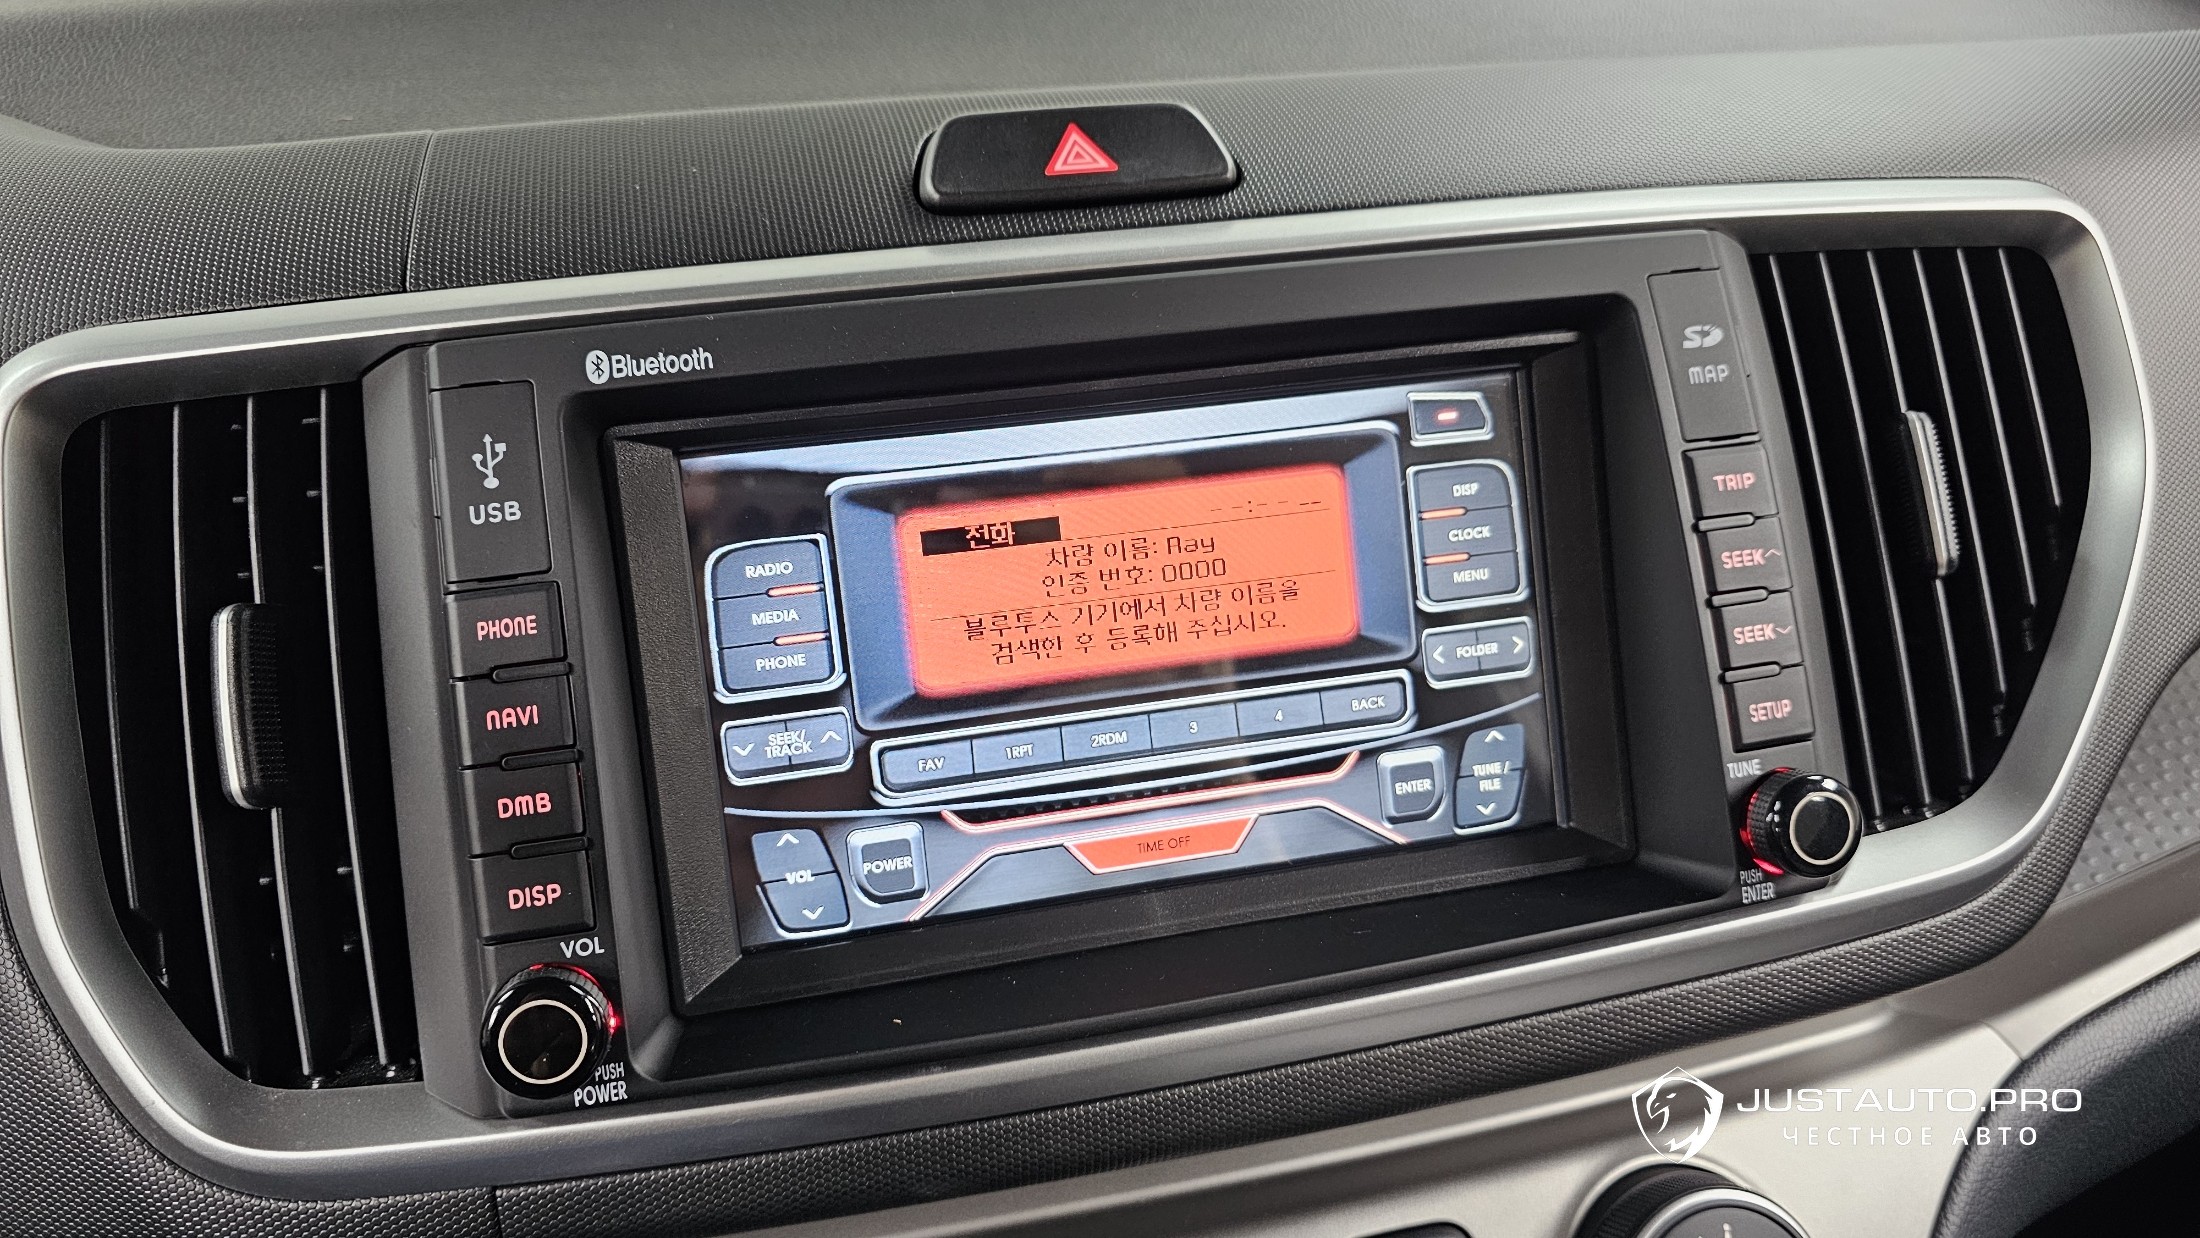 Bluetooth
USB
PHONE
NAVI
DMB
DISP
VOL
PUSH
POWER
RADIO
MEDIA
PHONE
SEEK/
TRACK
VOL
POWER
전화
-:-- --
차량 이름: Ray
인증 번호: 0000
블루투스 기기에서 차량 이름을
검색한 후 등록해 주십시오.
FAV 1RPT 2RDM 3 4 BACK
TIME OFF
DISP
CLOCK
MENU
FOLDER
ENTER
TUNE /
FILE
SD
MAP
TRIP
SEEK
SEEK
SETUP
TUNE
PUSH
ENTER
JUSTAUTO.PRO
ЧЕСТНОЕ АВТО